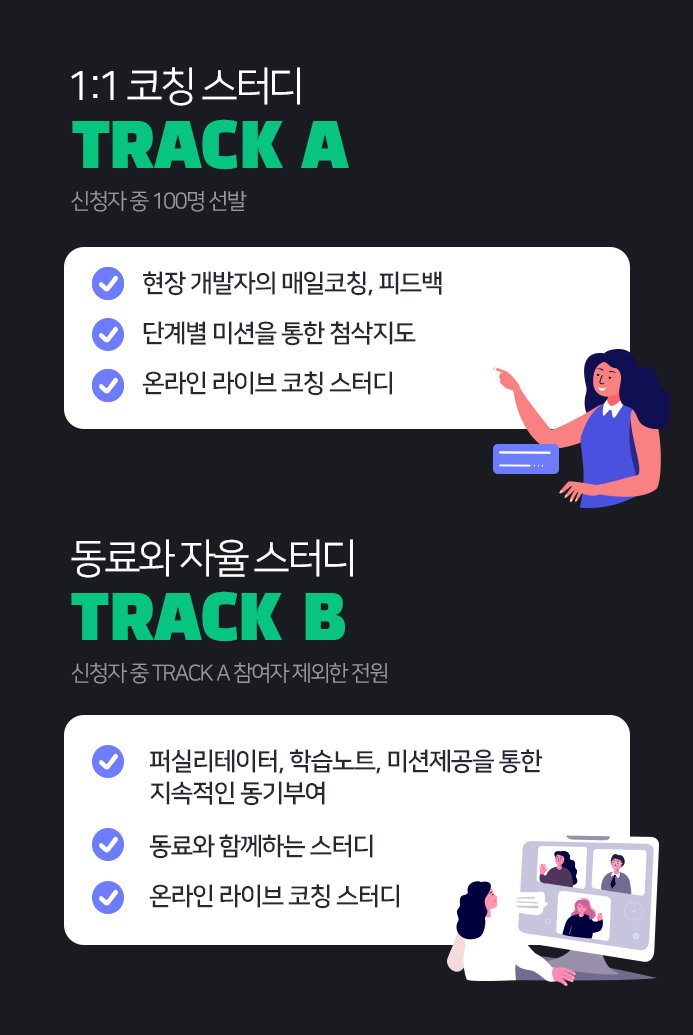 1:1 코칭 스터디
TRACK A
신청자 중 100명 선발
현장 개발자의 매일코칭, 피드백
단계별 미션을 통한 첨삭지도
온라인 라이브 코칭 스터디
동료와 자율 스터디
TRACK B
신청자 중 TRACK A 참여자 제외한 전원
퍼실리테이터, 학습노트, 미션제공을 통한
지속적인 동기부여
동료와 함께하는 스터디
온라인 라이브 코칭 스터디